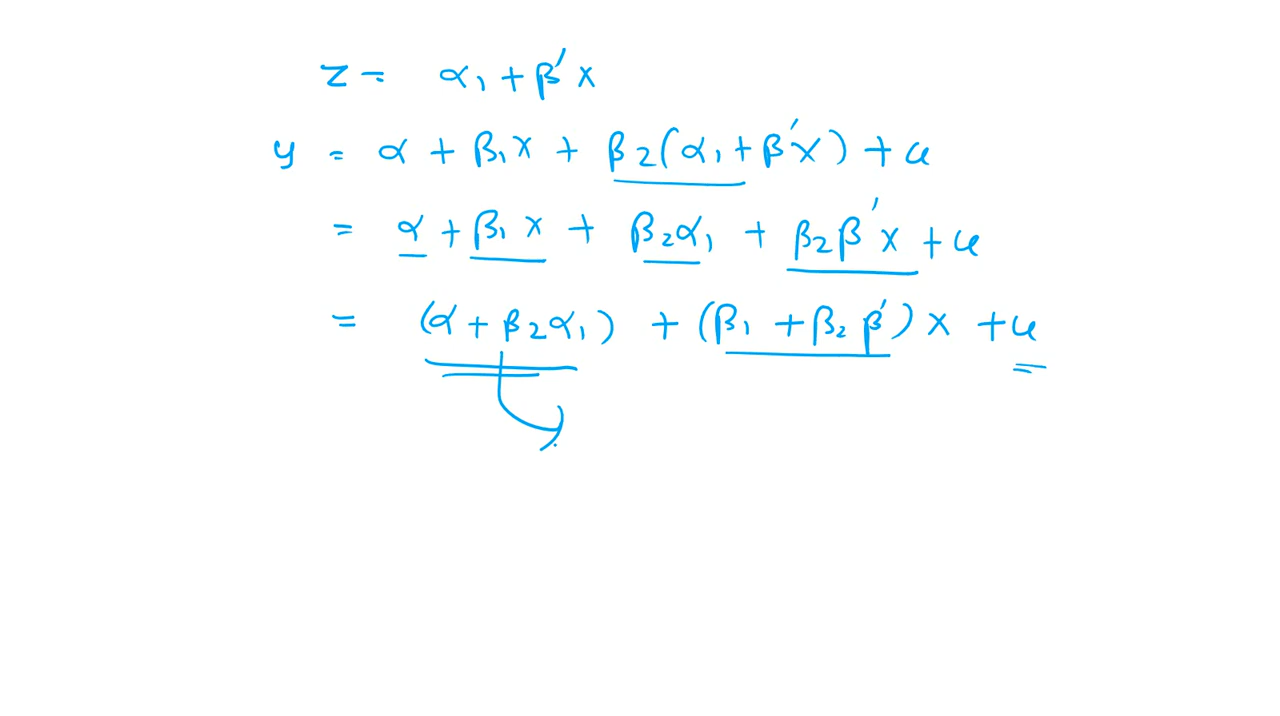 z = α₁ + β'x
y = α + β₁x + β₂(α₁ + β'x) + u
= α + β₁x + β₂α₁ + β₂β'x + u
= (α + β₂α₁) + (β₁ + β₂β')x + u